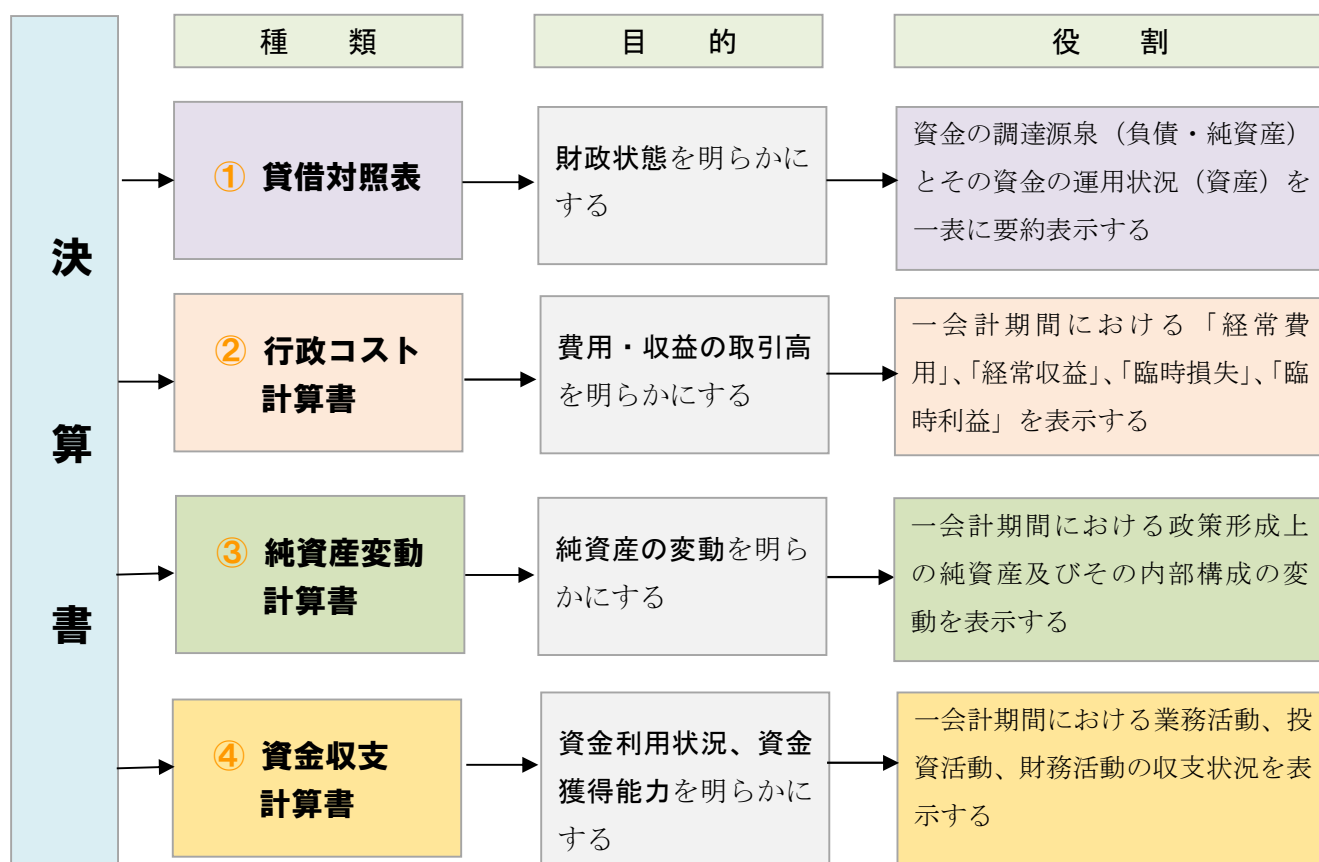 種　　類
目　　的
役　　割
決算書
① 貸借対照表
財政状態を明らかに
する
資金の調達源泉（負債・純資産）
とその資金の運用状況（資産）を
一表に要約表示する
② 行政コスト
計算書
費用・収益の取引高
を明らかにする
一会計期間における「経常費
用」、「経常収益」、「臨時損失」、「臨
時利益」を表示する
③ 純資産変動
計算書
純資産の変動を明ら
かにする
一会計期間における政策形成上
の純資産及びその内部構成の変
動を表示する
④ 資金収支
計算書
資金利用状況、資金
獲得能力を明らかに
する
一会計期間における業務活動、投
資活動、財務活動の収支状況を表
示する